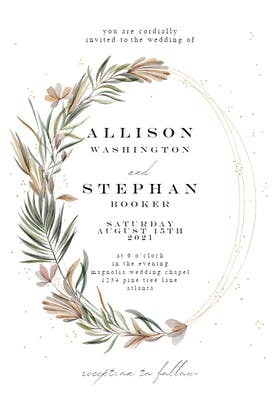 you are cordially
invited to the wedding of
ALLISON
WASHINGTON
and
STEPHAN
BOOKER
SATURDAY
AUGUST 15TH
2021
at 6 o'clock
in the evening
magnolia wedding chapel
1234 pine tree lane
atlanta
reception to follow